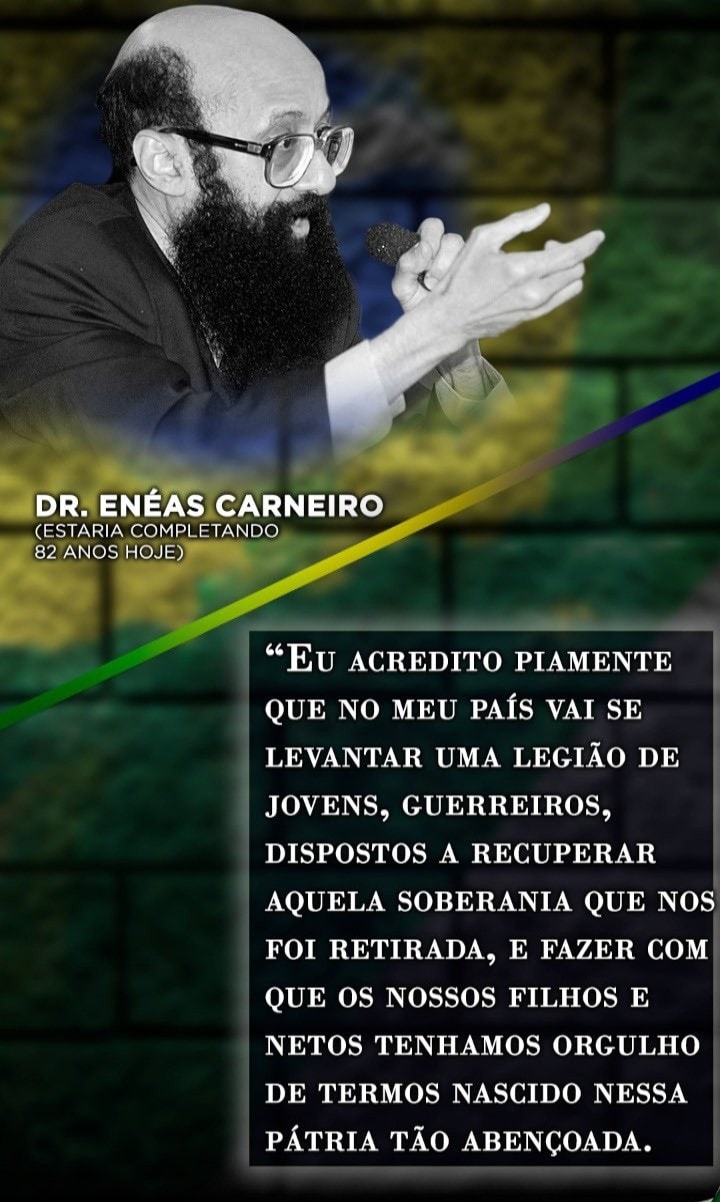 DR. ENÉAS CARNEIRO
(ESTARIA COMPLETANDO
82 ANOS HOJE)
“EU ACREDITO PIAMENTE
QUE NO MEU PAÍS VAI SE
LEVANTAR UMA LEGIÃO DE
JOVENS, GUERREIROS,
DISPOSTOS A RECUPERAR
AQUELA SOBERANIA QUE NOS
FOI RETIRADA, E FAZER COM
QUE OS NOSSOS FILHOS E
NETOS TENHAMOS ORGULHO
DE TERMOS NASCIDO NESSA
PÁTRIA TÃO ABENÇOADA.